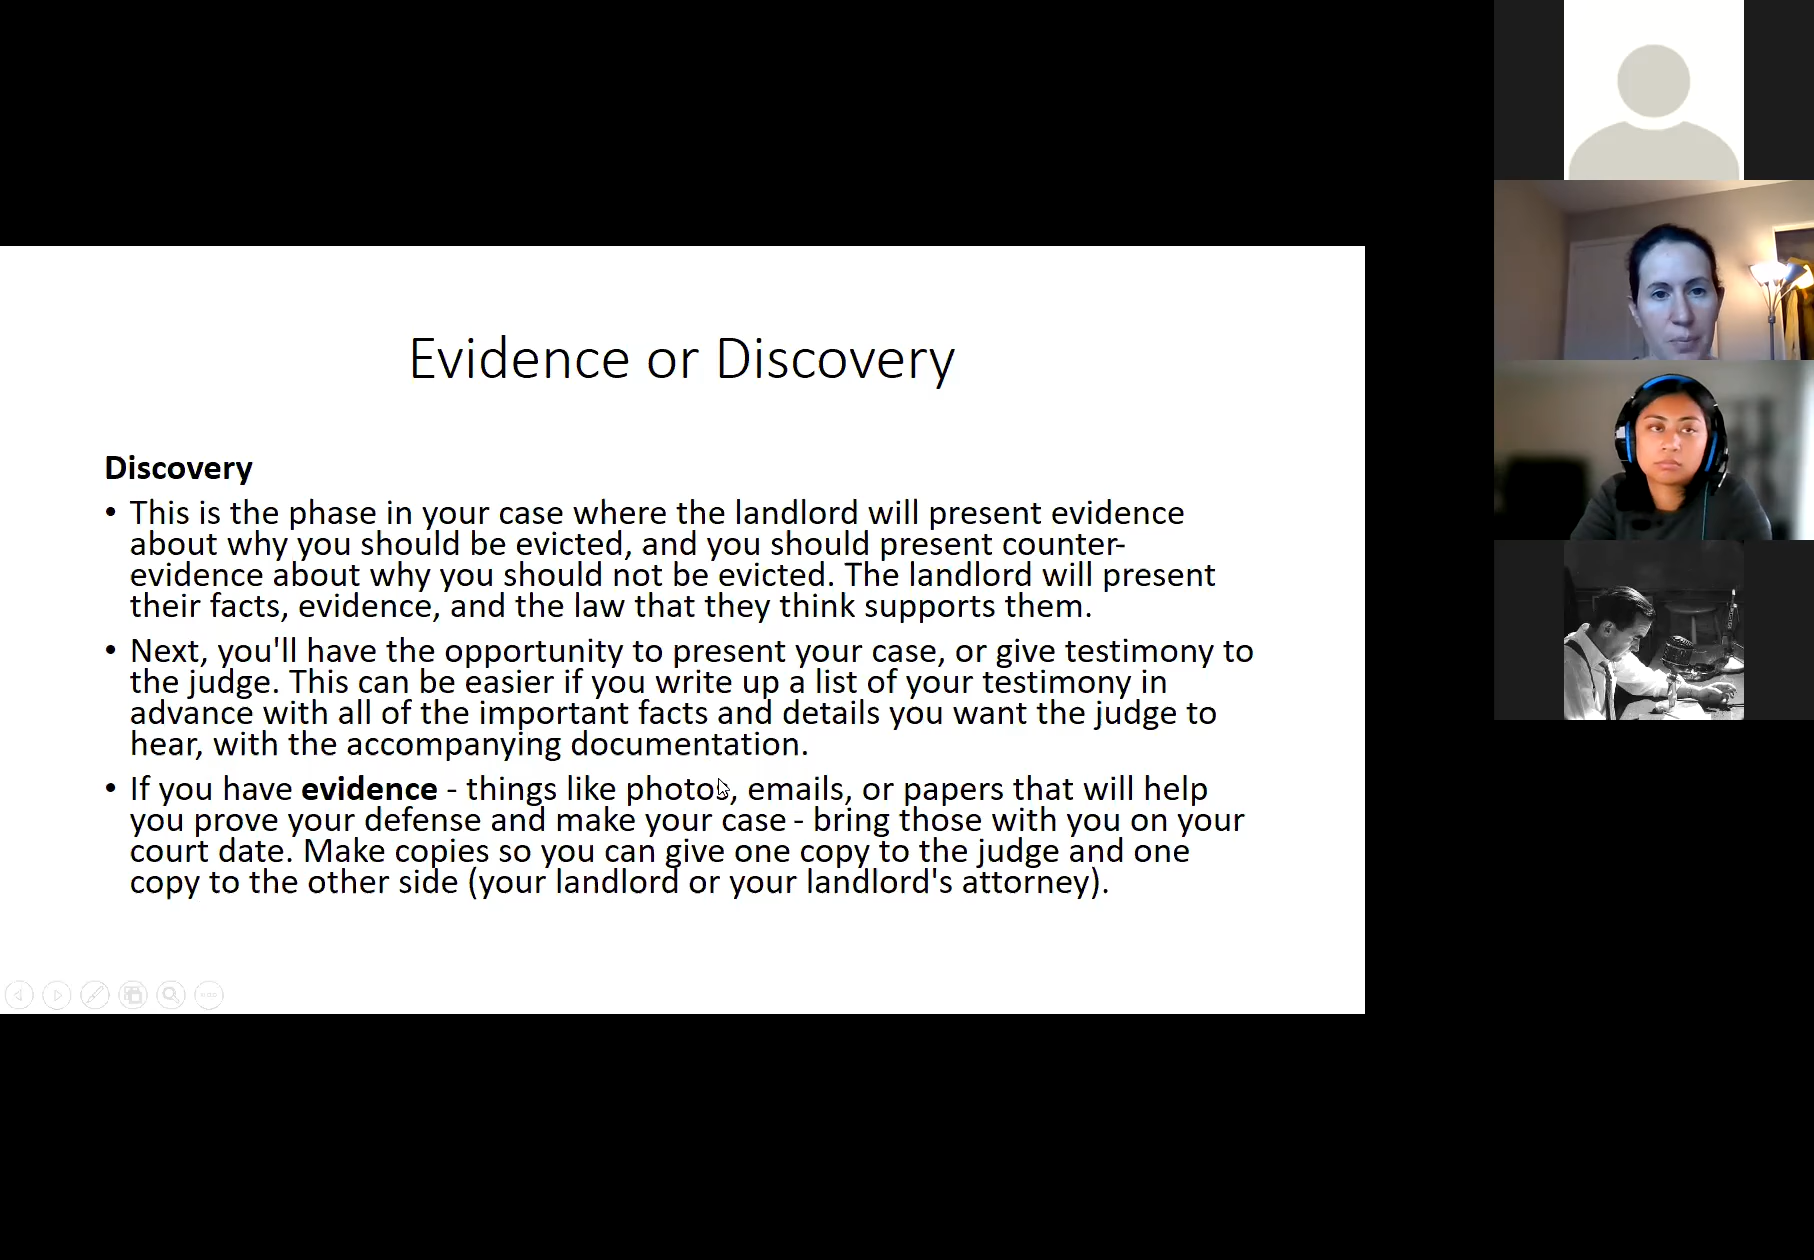 Evidence or Discovery
Discovery
• This is the phase in your case where the landlord will present evidence
about why you should be evicted, and you should present counter-
evidence about why you should not be evicted. The landlord will present
their facts, evidence, and the law that they think supports them.
• Next, you'll have the opportunity to present your case, or give testimony to
the judge. This can be easier if you write up a list of your testimony in
advance with all of the important facts and details you want the judge to
hear, with the accompanying documentation.
• If you have evidence - things like photos, emails, or papers that will help
you prove your defense and make your case - bring those with you on your
court date. Make copies so you can give one copy to the judge and one
copy to the other side (your landlord or your landlord's attorney).